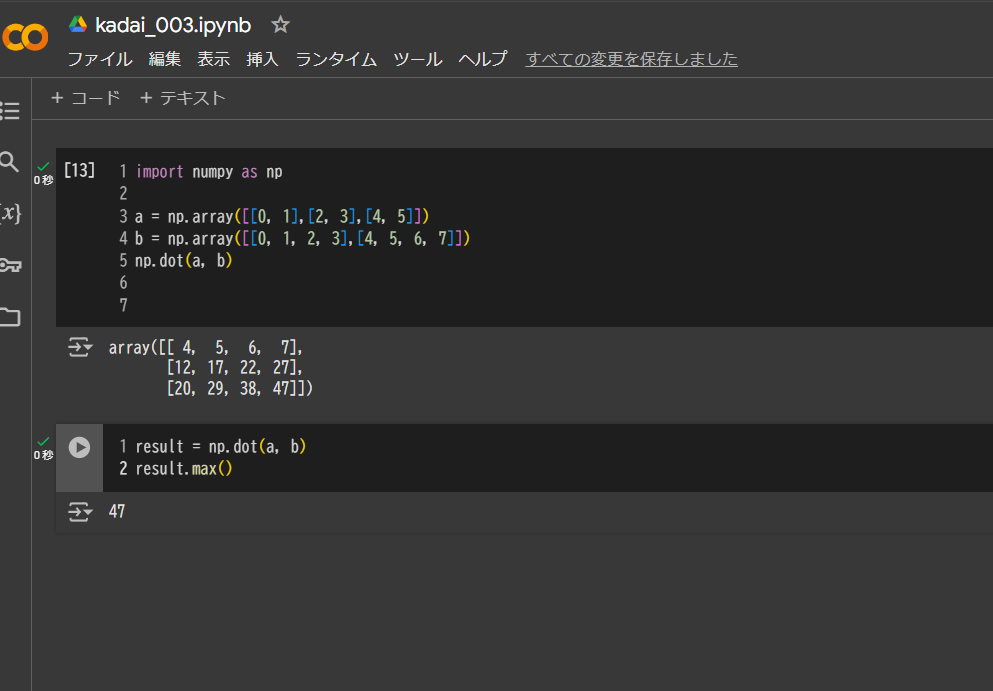 kadai_003.ipynb
ファイル 編集 表示 挿入 ランタイム ツール ヘルプ すべての変更を保存しました
+ コード + テキスト
{x}
0 秒
[13]
1 import numpy as np
2
3 a = np.array([[0, 1],[2, 3],[4, 5]])
4 b = np.array([[0, 1, 2, 3],[4, 5, 6, 7]])
5 np.dot(a, b)
6
7
array([[ 4,  5,  6,  7],
[12, 17, 22, 27],
[20, 29, 38, 47]])
0 秒
1 result = np.dot(a, b)
2 result.max()
47